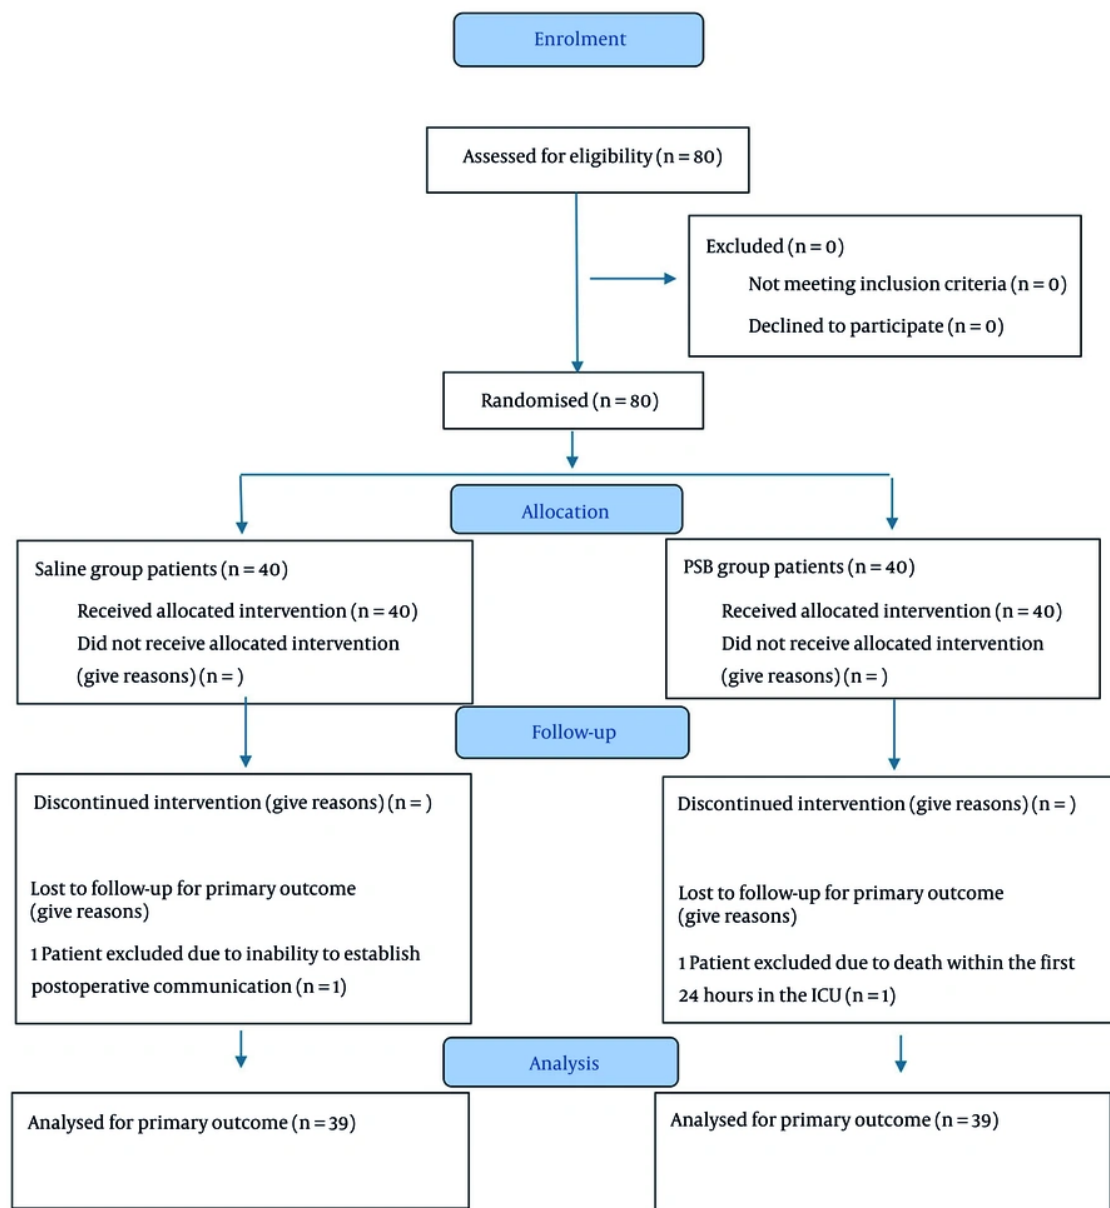 Enrolment
Assessed for eligibility (n = 80)
Excluded (n = 0)
Not meeting inclusion criteria (n = 0)
Declined to participate (n = 0)
Randomised (n = 80)
Allocation
Saline group patients (n = 40)
Received allocated intervention (n = 40)
Did not receive allocated intervention
(give reasons) (n = )
PSB group patients (n = 40)
Received allocated intervention (n = 40)
Did not receive allocated intervention
(give reasons) (n = )
Follow-up
Discontinued intervention (give reasons) (n = )
Lost to follow-up for primary outcome
(give reasons)
1 Patient excluded due to inability to establish
postoperative communication (n = 1)
Discontinued intervention (give reasons) (n = )
Lost to follow-up for primary outcome
(give reasons)
1 Patient excluded due to death within the first
24 hours in the ICU (n = 1)
Analysis
Analysed for primary outcome (n = 39)
Analysed for primary outcome (n = 39)